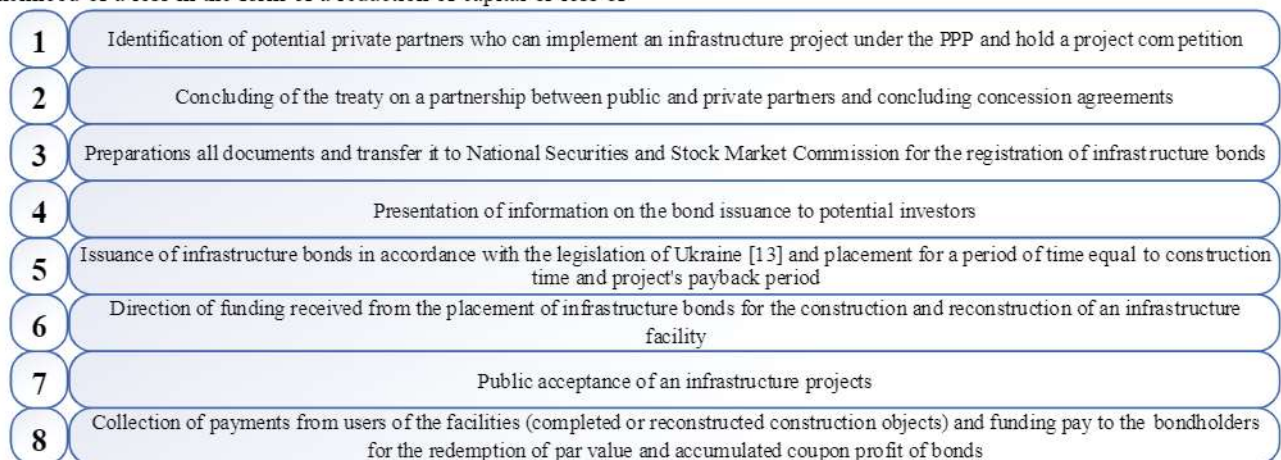 1
Identification of potential private partners who can implement an infrastructure project under the PPP and hold a project competition
2
Concluding of the treaty on a partnership between public and private partners and concluding concession agreements
3
Preparations all documents and transfer it to National Securities and Stock Market Commission for the registration of infrastructure bonds
4
Presentation of information on the bond issuance to potential investors
5
Issuance of infrastructure bonds in accordance with the legislation of Ukraine [13] and placement for a period of time equal to construction
time and project's payback period
6
Direction of funding received from the placement of infrastructure bonds for the construction and reconstruction of an infrastructure
facility
7
Public acceptance of an infrastructure projects
8
Collection of payments from users of the facilities (completed or reconstructed construction objects) and funding pay to the bondholders
for the redemption of par value and accumulated coupon profit of bonds